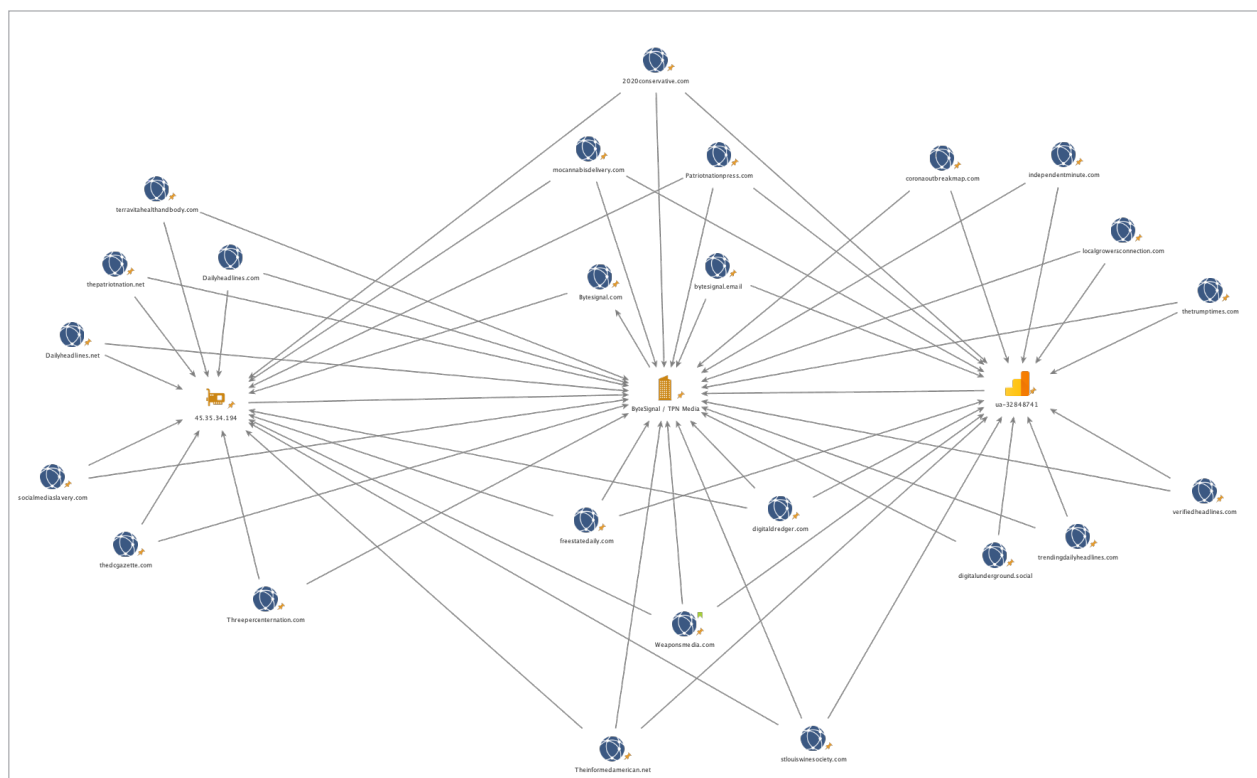 2020conservative.com
mocannabisdelivery.com
Patriotnationpress.com
coronaoutbreakmap.com
independentminute.com
terravitahealthandbody.com
localgrowersconnection.com
Dailyheadlines.com
thepatriotnation.net
bytesignal.email
Bytesignal.com
thetrumptimes.com
Dailyheadlines.net
45.35.34.194
ByteSignal / TPN Media
ua-32848741
socialmediaslavery.com
verifiedheadlines.com
digitaldredger.com
freestatedaily.com
trendingdailyheadlines.com
thedcgazette.com
digitalunderground.social
Threepercenternation.com
Weaponsmedia.com
stlouiswinesociety.com
Theinformedamerican.net